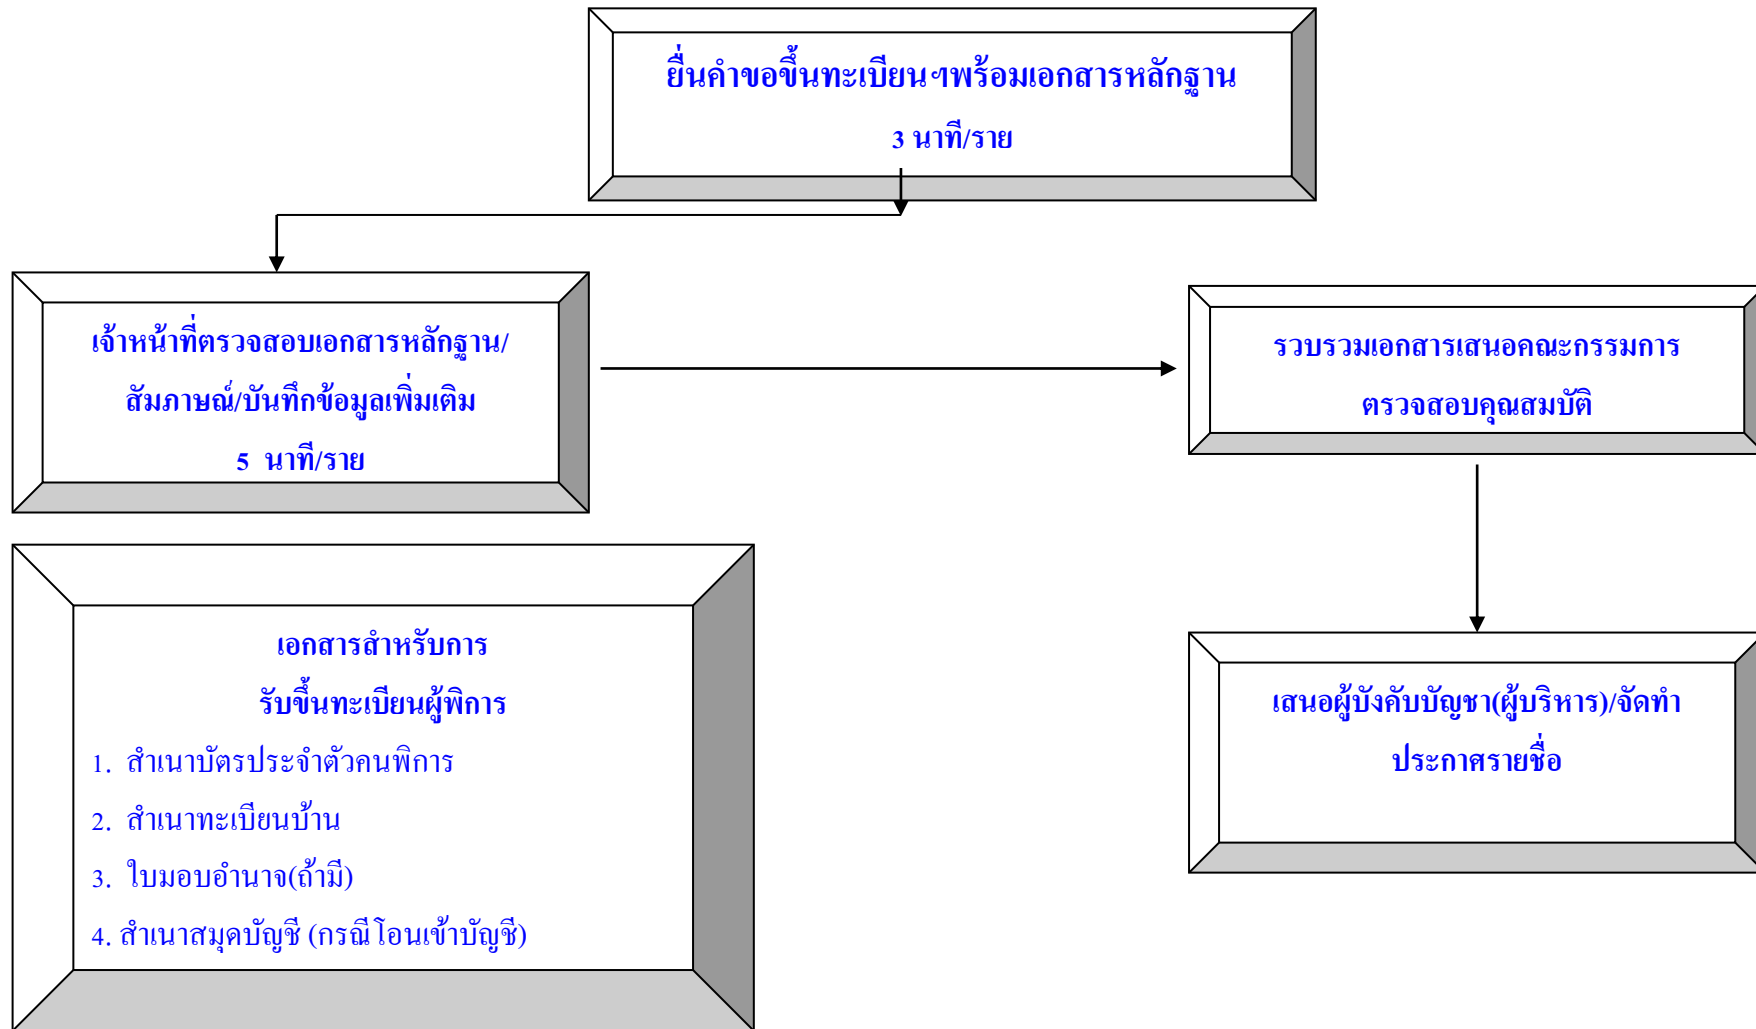 ยื่นคำขอขึ้นทะเบียนฯพร้อมเอกสารหลักฐาน
3 นาที/ราย
เจ้าหน้าที่ตรวจสอบเอกสารหลักฐาน/
สัมภาษณ์/บันทึกข้อมูลเพิ่มเติม
5 นาที/ราย
รวบรวมเอกสารเสนอคณะกรรมการ
ตรวจสอบคุณสมบัติ
เสนอผู้บังคับบัญชา(ผู้บริหาร)/จัดทำ
ประกาศรายชื่อ
เอกสารสำหรับการ
รับขึ้นทะเบียนผู้พิการ
1. สำเนาบัตรประจำตัวคนพิการ
2. สำเนาทะเบียนบ้าน
3. ใบมอบอำนาจ(ถ้ามี)
4. สำเนาสมุดบัญชี (กรณีโอนเข้าบัญชี)